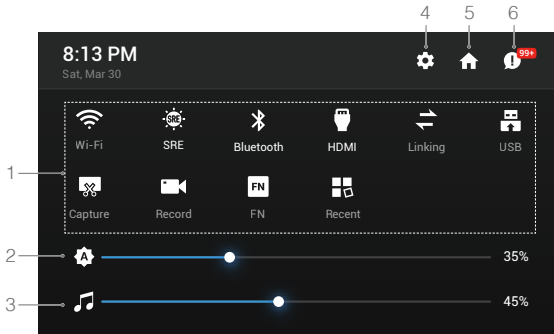 4 5 6
8:13 PM 99+
Sat, Mar 30
SRE A
Wi-Fi SRE Bluetooth HDMI Linking USB
1
FN
Capture Record FN Recent
2 A 35%
3 45%